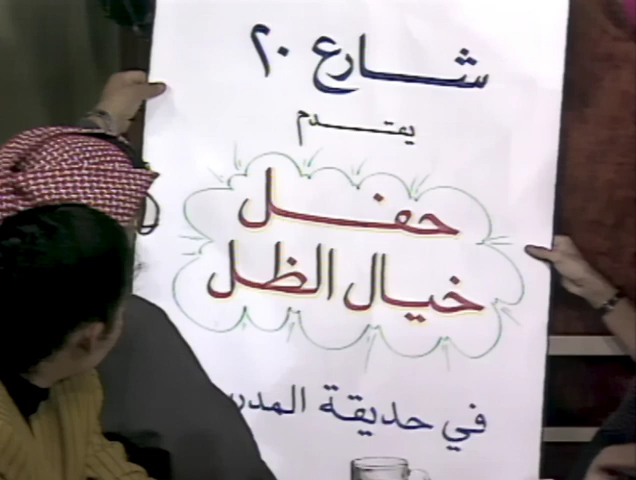 شارع ٢٠
يقدم
حفل
خيال الظل
في حديقة